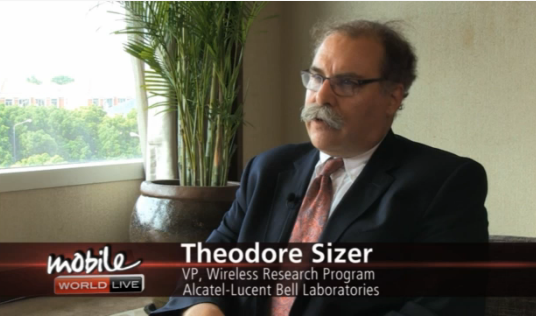 Theodore Sizer
VP, Wireless Research Program
Alcatel-Lucent Bell Laboratories
mobile
WORLD LIVE